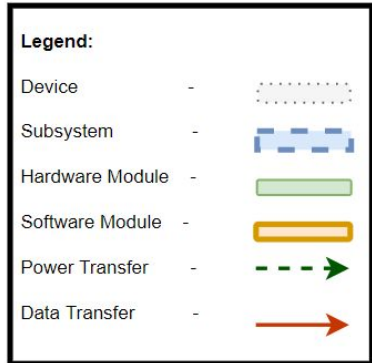 Legend:
Device -
Subsystem -
Hardware Module -
Software Module -
Power Transfer -
Data Transfer -